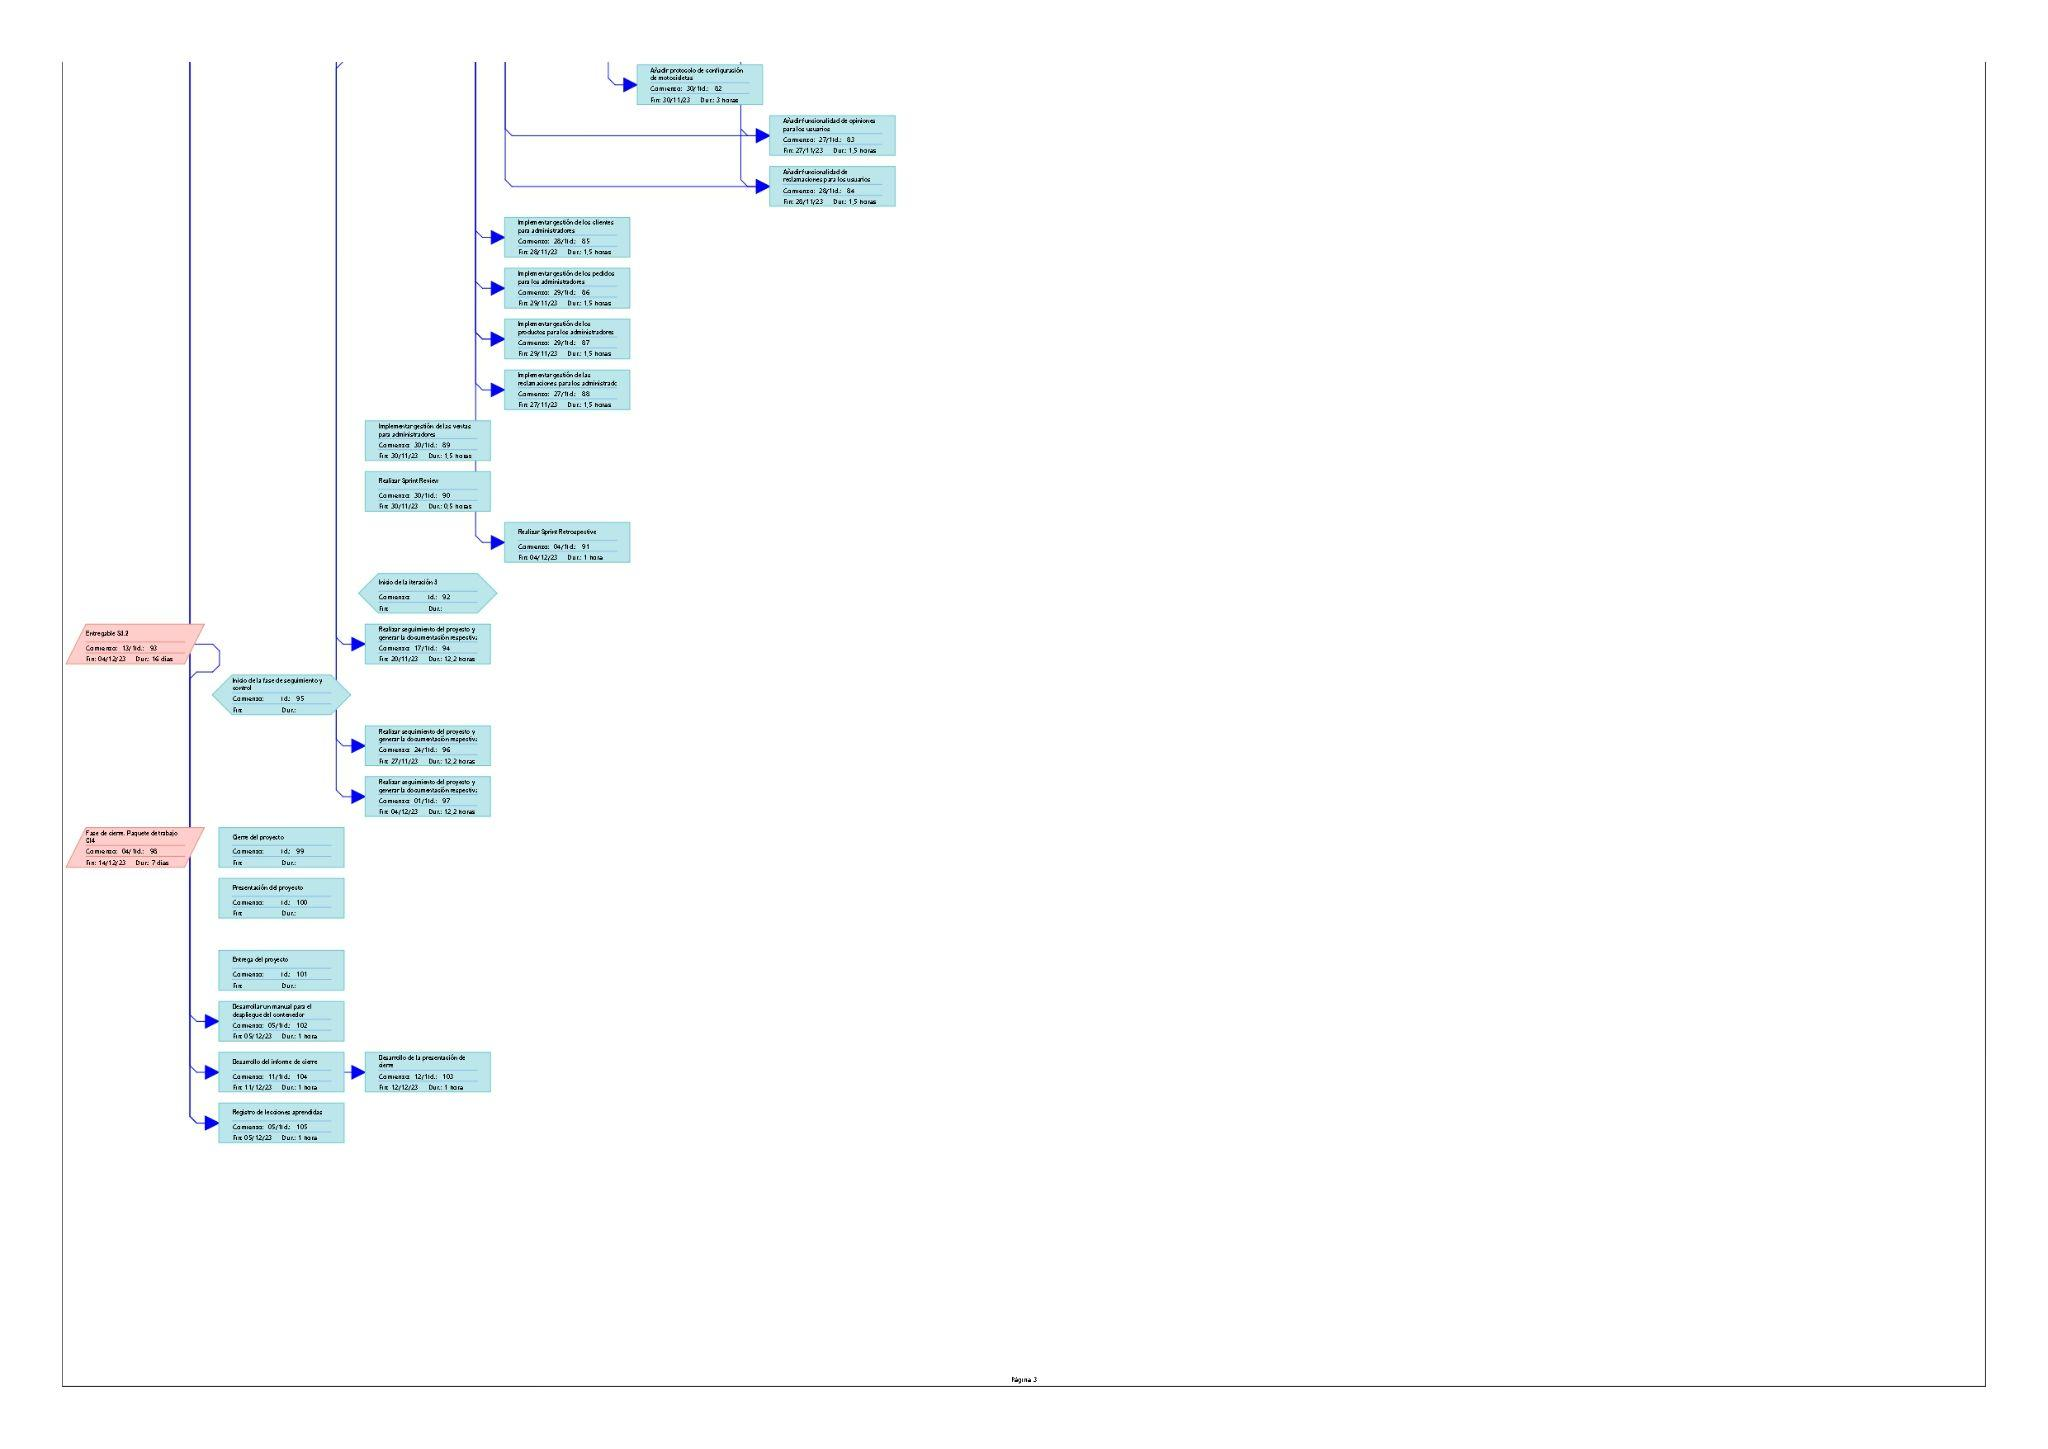 Añadir protocolo de configuración
de motocicletas
Comienzo: 30/1 Id.: 82
Fin: 30/11/23 Dur.: 3 horas
Añadir funcionalidad de opiniones
para los usuarios
Comienzo: 27/1 Id.: 83
Fin: 27/11/23 Dur.: 1,5 horas
Añadir funcionalidad de
reclamaciones para los usuarios
Comienzo: 28/1 Id.: 84
Fin: 28/11/23 Dur.: 1,5 horas
Implementar gestión de los clientes
para administradores
Comienzo: 28/1 Id.: 85
Fin: 28/11/23 Dur.: 1,5 horas
Implementar gestión de los pedidos
para los administradores
Comienzo: 29/1 Id.: 86
Fin: 29/11/23 Dur.: 1,5 horas
Implementar gestión de los
productos para los administradores
Comienzo: 29/1 Id.: 87
Fin: 29/11/23 Dur.: 1,5 horas
Implementar gestión de las
reclamaciones para los administradc
Comienzo: 27/1 Id.: 88
Fin: 27/11/23 Dur.: 1,5 horas
Implementar gestión de las ventas
para administradores
Comienzo: 30/1 Id.: 89
Fin: 30/11/23 Dur.: 1,5 horas
Realizar Sprint Review
Comienzo: 30/1 Id.: 90
Fin: 30/11/23 Dur.: 0,5 horas
Realizar Sprint Retrospective
Comienzo: 04/1 Id.: 91
Fin: 04/12/23 Dur.: 1 hora
Inicio de la iteración 3
Comienzo: Id.: 92
Fin: Dur.:
Entregable S3.2
Comienzo: 13/1 Id.: 93
Fin: 04/12/23 Dur.: 16 días
Realizar seguimiento del proyecto y
generar la documentación respectiva
Comienzo: 17/1 Id.: 94
Fin: 20/11/23 Dur.: 12,2 horas
Inicio de la fase de seguimiento y
control
Comienzo: Id.: 95
Fin: Dur.:
Realizar seguimiento del proyecto y
generar la documentación respectiva
Comienzo: 24/1 Id.: 96
Fin: 27/11/23 Dur.: 12,2 horas
Realizar seguimiento del proyecto y
generar la documentación respectiva
Comienzo: 01/1 Id.: 97
Fin: 04/12/23 Dur.: 12,2 horas
Fase de cierre. Paquete de trabajo
Comienzo: 04/1 Id.: 98
Fin: 14/12/23 Dur.: 7 días
Cierre del proyecto
Comienzo: Id.: 99
Fin: Dur.:
Presentación del proyecto
Comienzo: Id.: 100
Fin: Dur.:
Entrega del proyecto
Comienzo: Id.: 101
Fin: Dur.:
Desarrollar un manual para el
despliegue del contenedor
Comienzo: 05/1 Id.: 102
Fin: 05/12/23 Dur.: 1 hora
Desarrollo del informe de cierre
Comienzo: 11/1 Id.: 104
Fin: 11/12/23 Dur.: 1 hora
Desarrollo de la presentación de
cierre
Comienzo: 12/1 Id.: 103
Fin: 12/12/23 Dur.: 1 hora
Registro de lecciones aprendidas
Comienzo: 05/1 Id.: 105
Fin: 05/12/23 Dur.: 1 hora
Página 3